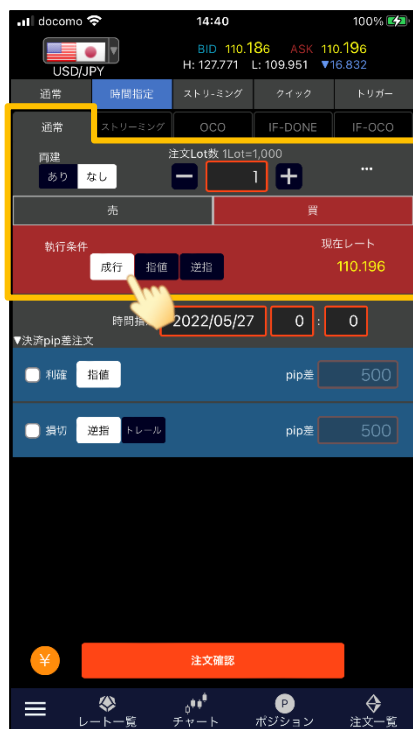 docomo 14:40 100%
BID 110.186 ASK 110.196
USD/JPY H: 127.771 L: 109.951 ▼16.832
通常 時間指定 ストリ-ミング クイック トリガー
通常 ストリーミング OCO IF-DONE IF-OCO
両建 注文Lot数 1Lot=1,000
あり なし − 1 + ...
売 買
執行条件 現在レート
成行 指値 逆指 110.196
時間指 2022/05/27 0 : 0
▼決済pip差注文
利確 指値 pip差 500
損切 逆指 トレール pip差 500
¥ 注文確認
P
レート一覧 チャート ポジション 注文一覧